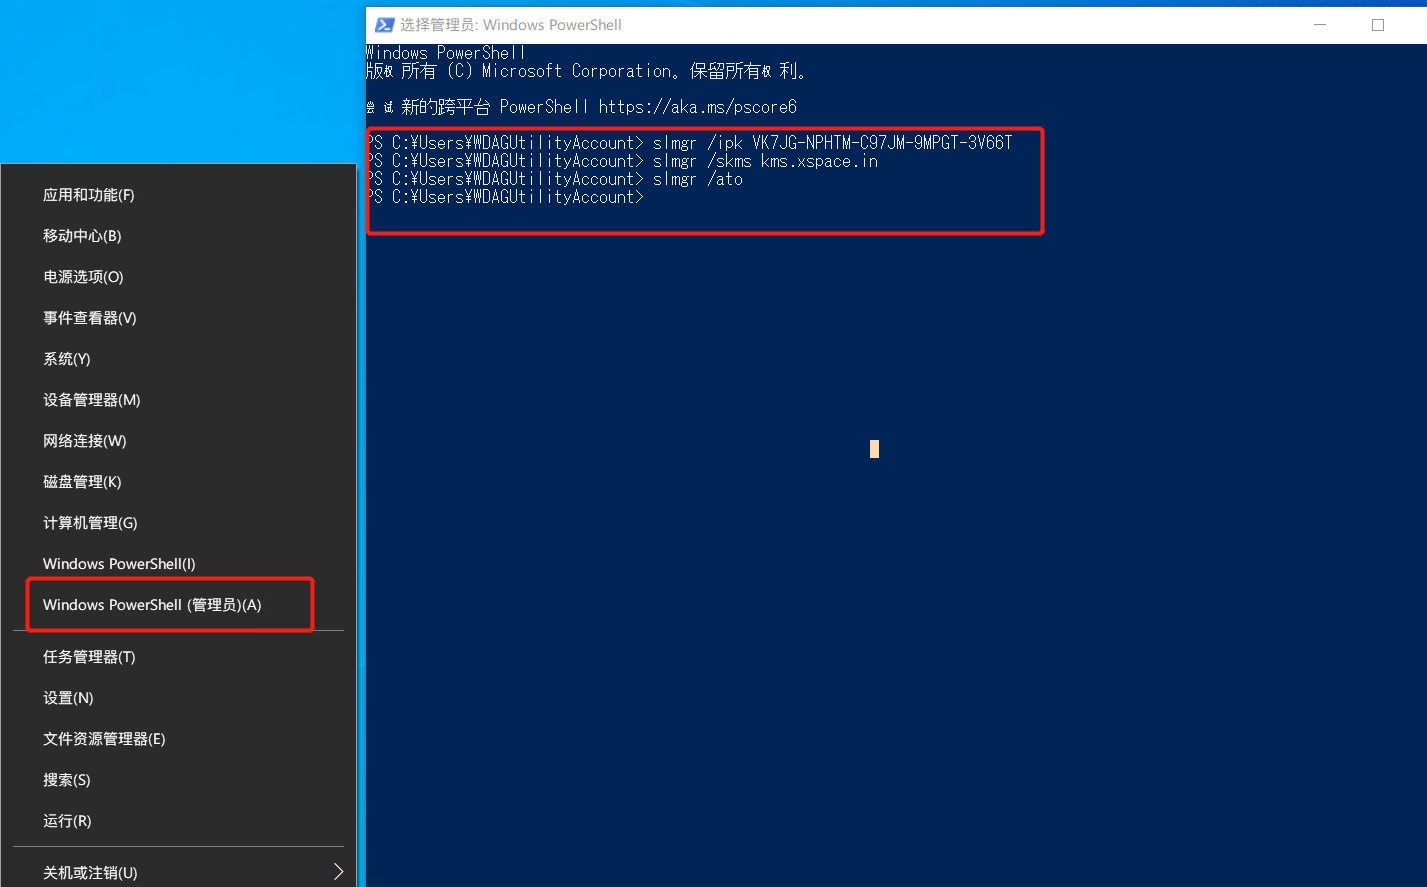 选择管理员: Windows PowerShell
Windows PowerShell
版权所有 (C) Microsoft Corporation。保留所有权利。
尝试新的跨平台 PowerShell https://aka.ms/pscore6
PS C:¥Users¥WDAGUtilityAccount> slmgr /ipk VK7JG-NPHTM-C97JM-9MPGT-3V66T
PS C:¥Users¥WDAGUtilityAccount> slmgr /skms kms.xspace.in
PS C:¥Users¥WDAGUtilityAccount> slmgr /ato
PS C:¥Users¥WDAGUtilityAccount>
应用和功能(F)
移动中心(B)
电源选项(O)
事件查看器(V)
系统(Y)
设备管理器(M)
网络连接(W)
磁盘管理(K)
计算机管理(G)
Windows PowerShell(I)
Windows PowerShell (管理员)(A)
任务管理器(T)
设置(N)
文件资源管理器(E)
搜索(S)
运行(R)
关机或注销(U)